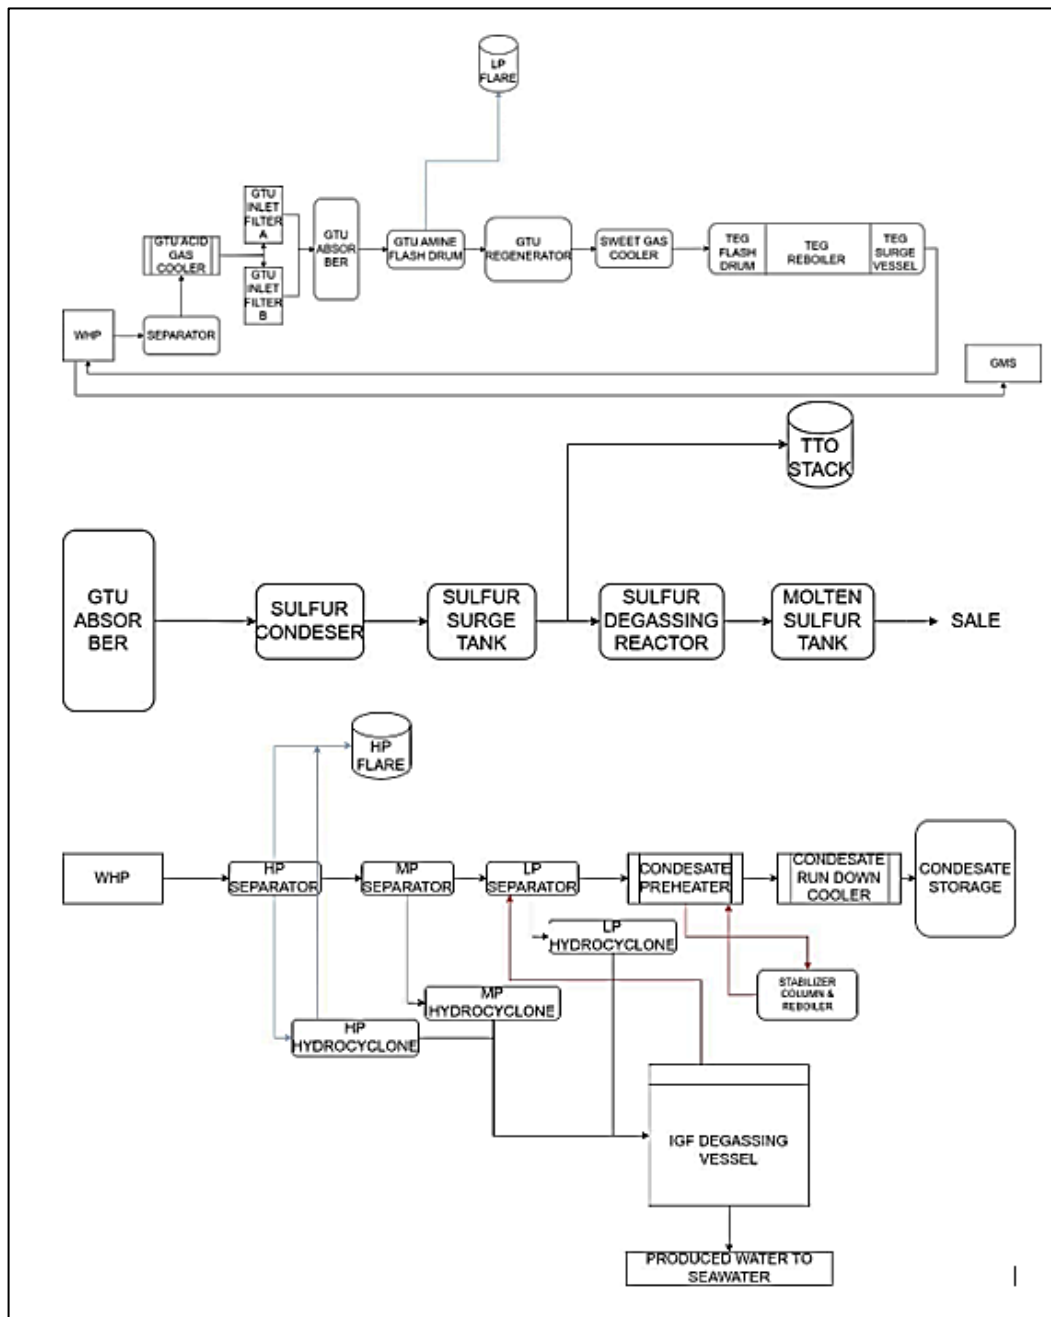 LP
FLARE
GTU
INLET
FILTER
A
GTU
ABSOR
BER
GTU ACID
GAS
COOLER
GTU AMINE
FLASH DRUM
GTU
REGENERATOR
SWEET GAS
COOLER
TEG
FLASH
DRUM
TEG
REBOILER
TEG
SURGE
VESSEL
GTU
INLET
FILTER
B
WHP
SEPARATOR
GMS
TTO
STACK
GTU
ABSOR
BER
SULFUR
CONDESER
SULFUR
SURGE
TANK
SULFUR
DEGASSING
REACTOR
MOLTEN
SULFUR
TANK
SALE
HP
FLARE
WHP
HP
SEPARATOR
MP
SEPARATOR
LP
SEPARATOR
CONDESATE
PREHEATER
CONDESATE
RUN DOWN
COOLER
CONDESATE
STORAGE
LP
HYDROCYCLONE
STABILIZER
COLUMN &
REBOILER
MP
HYDROCYCLONE
HP
HYDROCYCLONE
IGF DEGASSING
VESSEL
PRODUCED WATER TO
SEAWATER